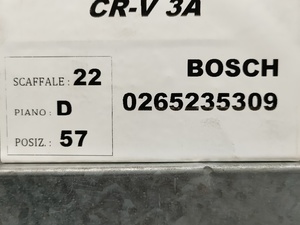 CR-V 3A
SCAFFALE : 22
PIANO : D
POSIZ. : 57
BOSCH
0265235309